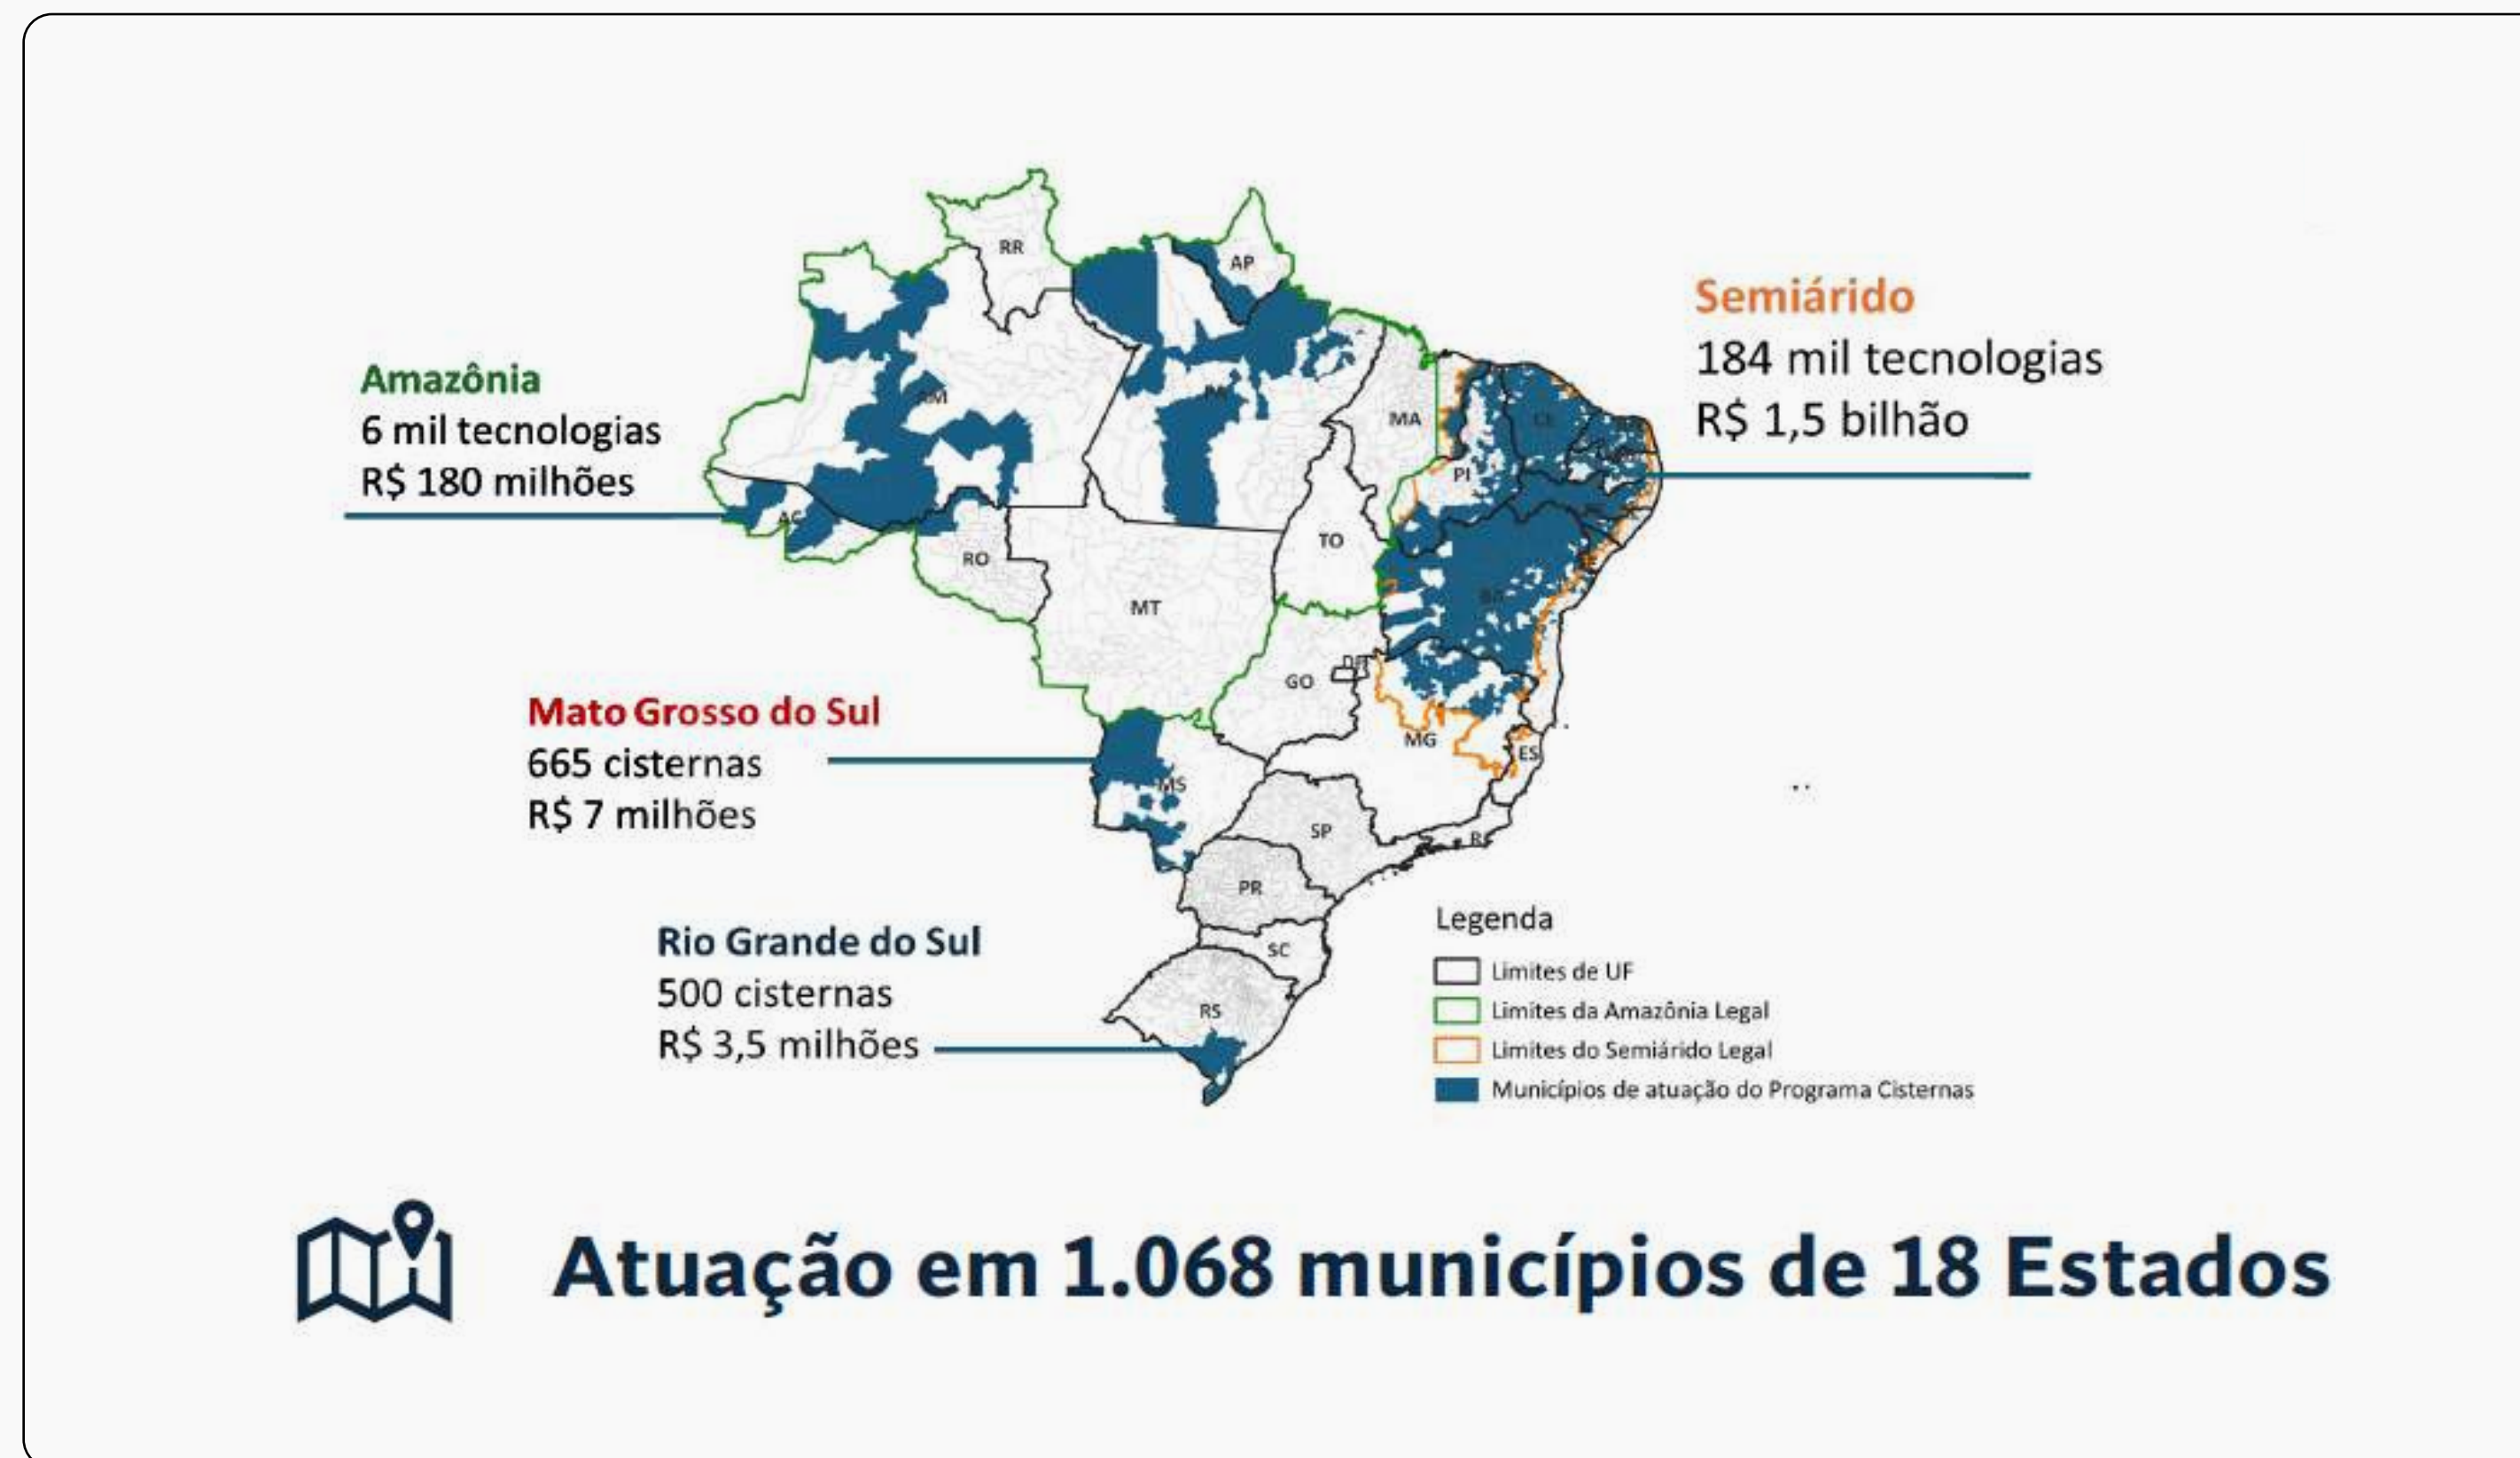 RR
AP
Semiárido
184 mil tecnologias
R$ 1,5 bilhão
Amazônia
6 mil tecnologias
R$ 180 milhões
AM
MA
CE
PI
AC
TO
RO
BA
MT
DF
GO
Mato Grosso do Sul
665 cisternas
R$ 7 milhões
MG
ES
MS
SP
PR
Rio Grande do Sul
500 cisternas
R$ 3,5 milhões
SC
RS
Legenda
Limites de UF
Limites da Amazônia Legal
Limites do Semiárido Legal
Municípios de atuação do Programa Cisternas
Atuação em 1.068 municípios de 18 Estados